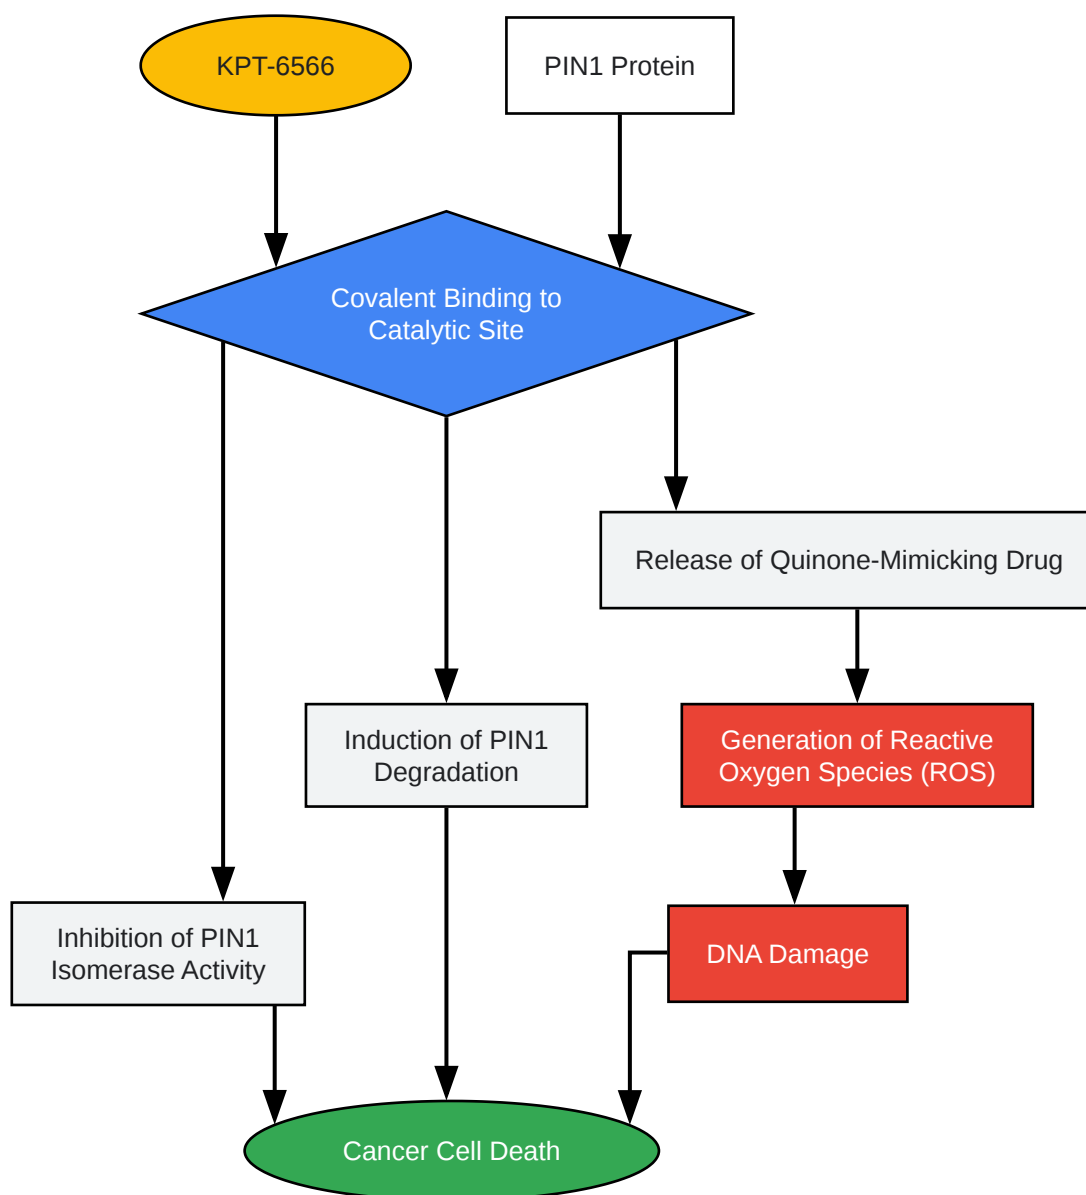 KPT-6566
PIN1 Protein
Covalent Binding to
Catalytic Site
Release of Quinone-Mimicking Drug
Induction of PIN1
Degradation
Generation of Reactive
Oxygen Species (ROS)
Inhibition of PIN1
Isomerase Activity
DNA Damage
Cancer Cell Death